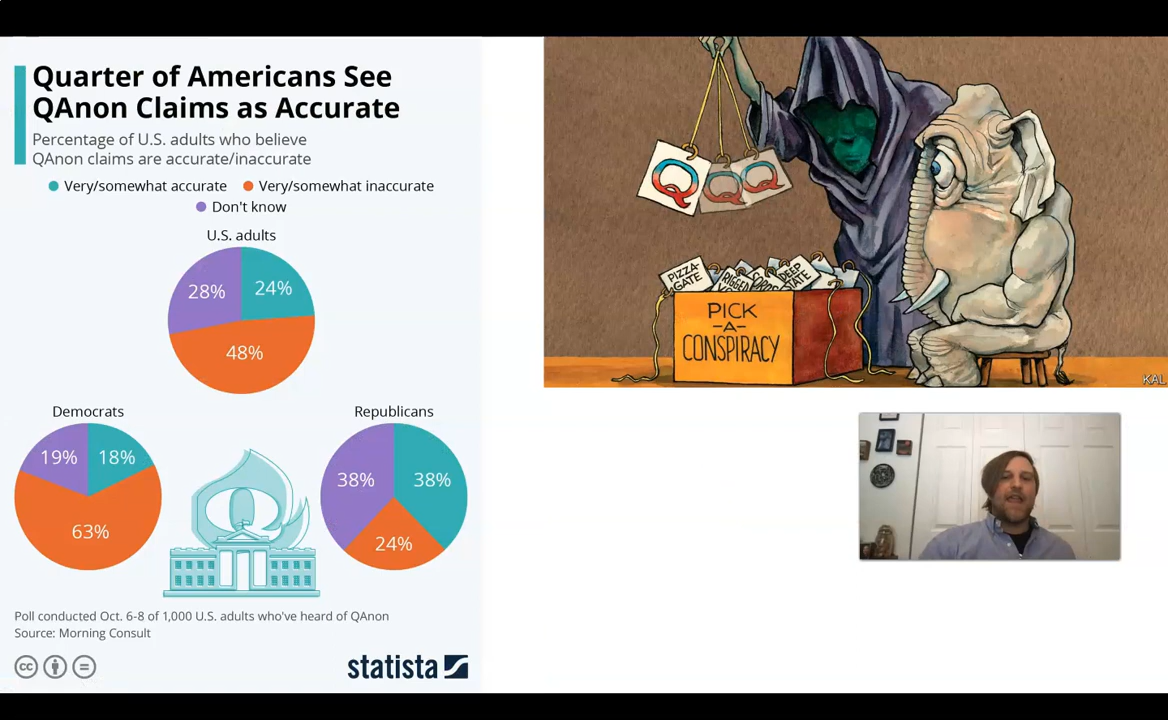 Quarter of Americans See
QAnon Claims as Accurate
Percentage of U.S. adults who believe
QAnon claims are accurate/inaccurate
Very/somewhat accurate Very/somewhat inaccurate
Don't know
U.S. adults
28% 24%
48%
Democrats
19% 18%
63%
Republicans
38% 38%
24%
Poll conducted Oct. 6-8 of 1,000 U.S. adults who've heard of QAnon
Source: Morning Consult
cc
statista
Q Q Q
PIZZA-
GATE
RIGGED
DEEP
STATE
PICK
-A-
CONSPIRACY
KAL